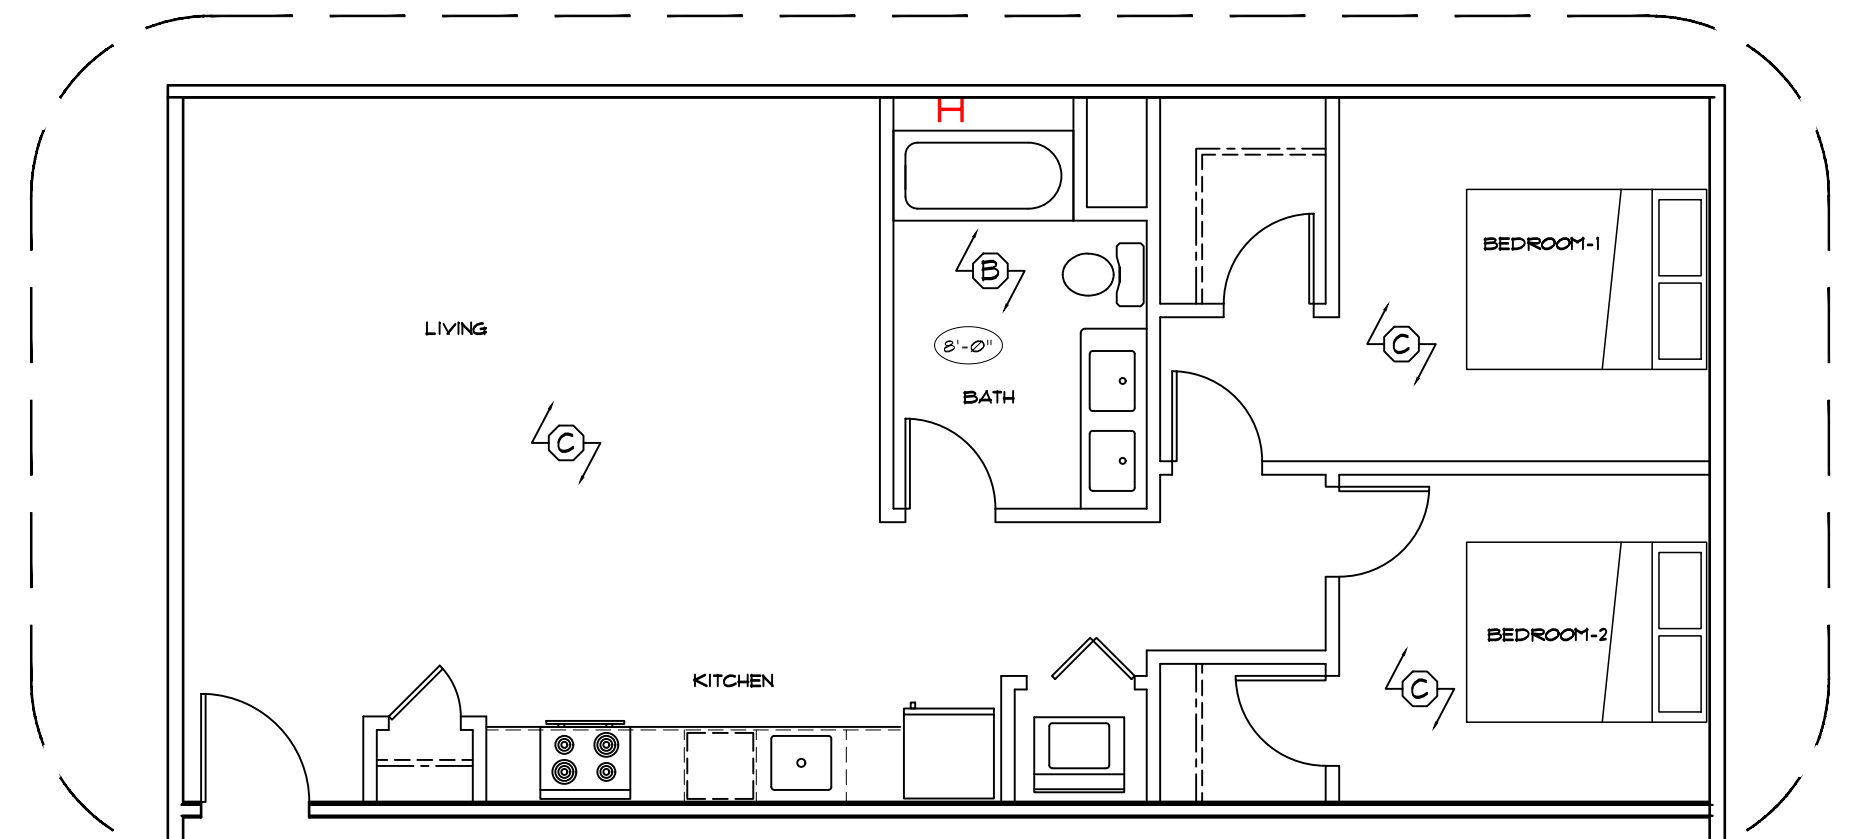 H
BEDROOM-1
B
LIVING
8'-0"
C
BATH
C
BEDROOM-2
KITCHEN
C